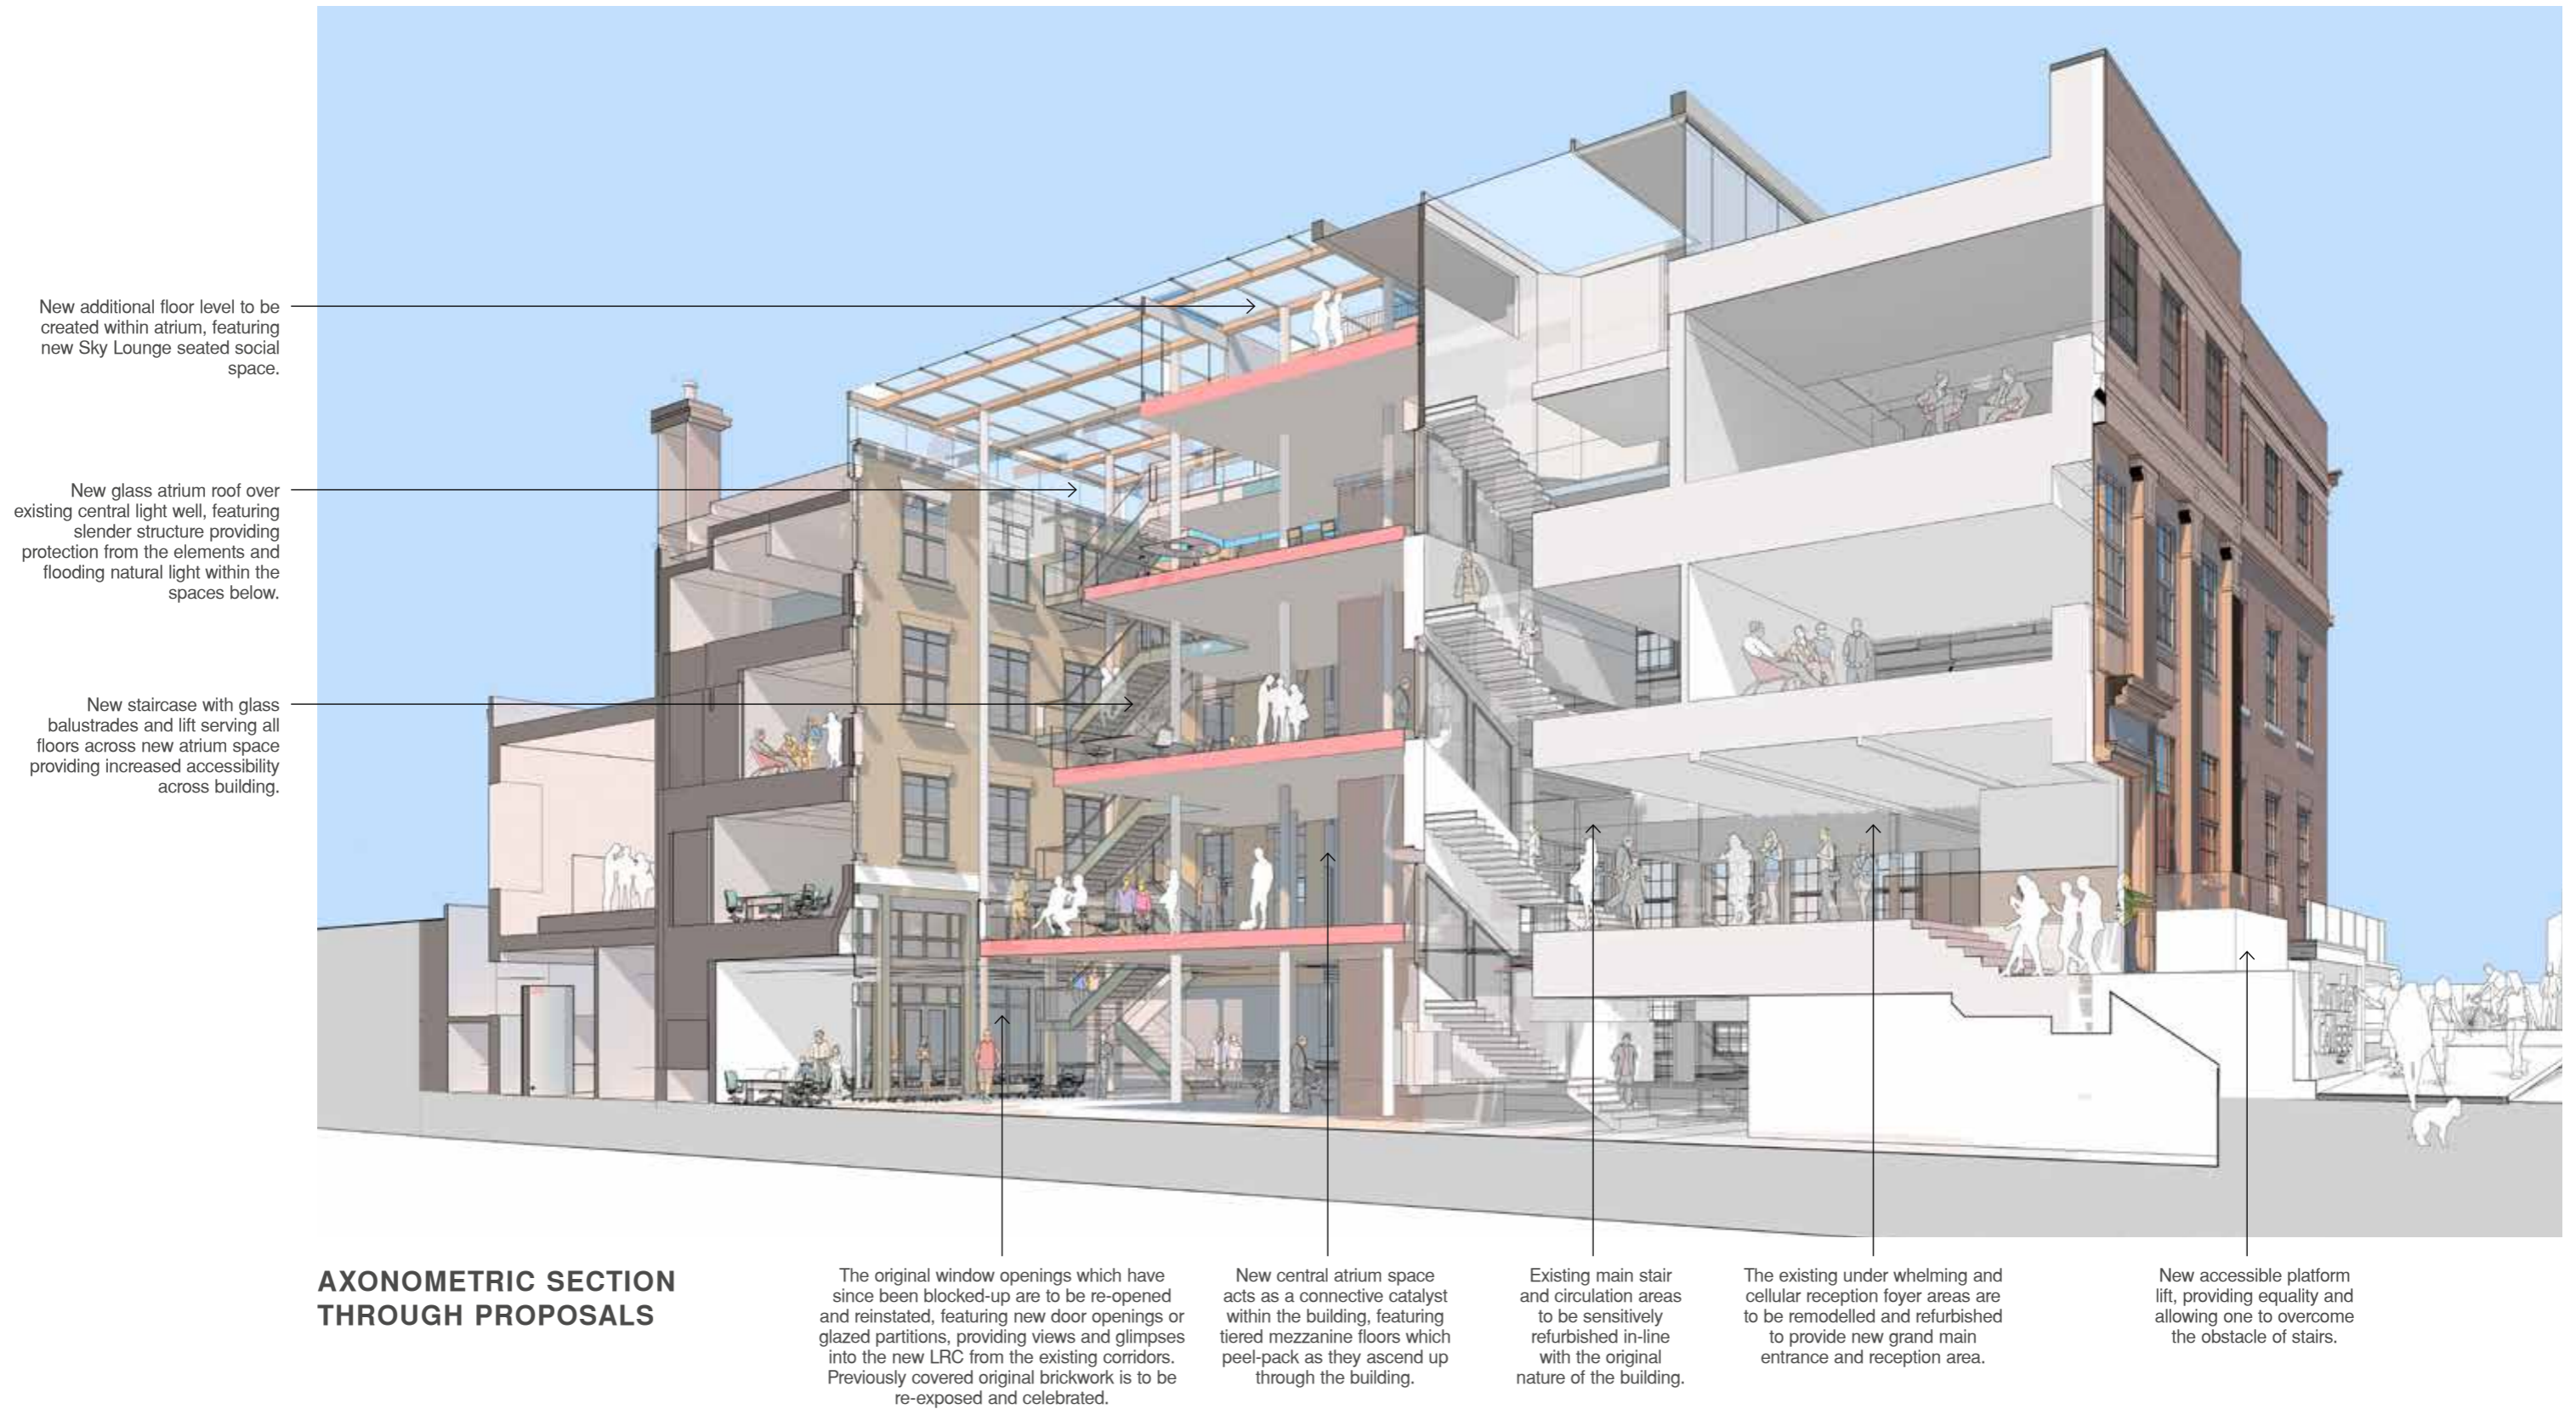 New additional floor level to be
created within atrium, featuring
new Sky Lounge seated social
space.
New glass atrium roof over
existing central light well, featuring
slender structure providing
protection from the elements and
flooding natural light within the
spaces below.
New staircase with glass
balustrades and lift serving all
floors across new atrium space
providing increased accessibility
across building.
AXONOMETRIC SECTION
THROUGH PROPOSALS
The original window openings which have
since been blocked-up are to be re-opened
and reinstated, featuring new door openings or
glazed partitions, providing views and glimpses
into the new LRC from the existing corridors.
Previously covered original brickwork is to be
re-exposed and celebrated.
New central atrium space
acts as a connective catalyst
within the building, featuring
tiered mezzanine floors which
peel-pack as they ascend up
through the building.
Existing main stair
and circulation areas
to be sensitively
refurbished in-line
with the original
nature of the building.
The existing under whelming and
cellular reception foyer areas are
to be remodelled and refurbished
to provide new grand main
entrance and reception area.
New accessible platform
lift, providing equality and
allowing one to overcome
the obstacle of stairs.